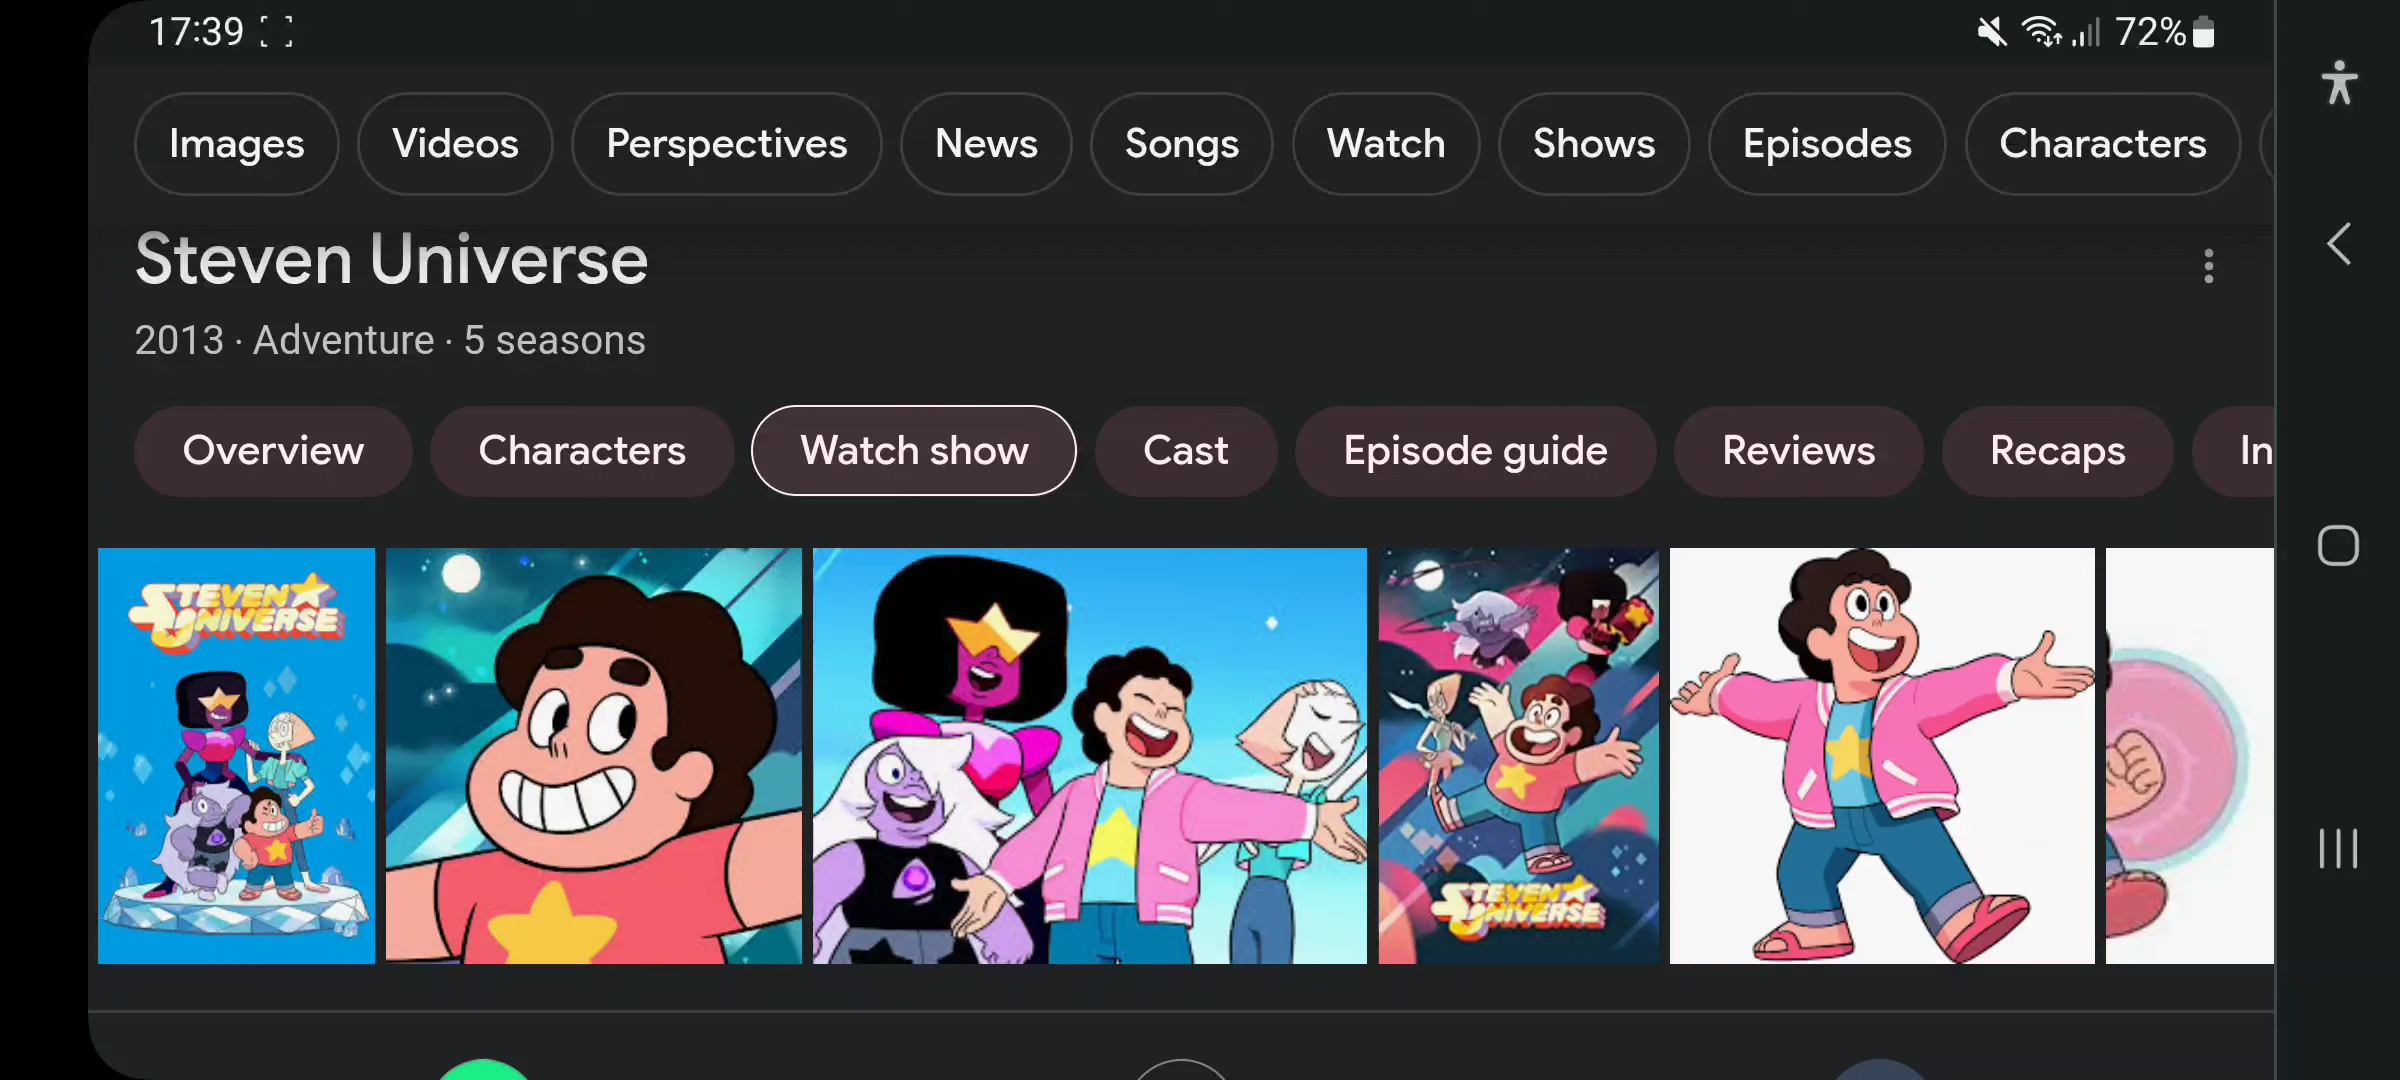 17:39 72%
Images Videos Perspectives News Songs Watch Shows Episodes Characters
Steven Universe
2013 · Adventure · 5 seasons
Overview Characters Watch show Cast Episode guide Reviews Recaps In
STEVEN
UNIVERSE
STEVEN
UNIVERSE